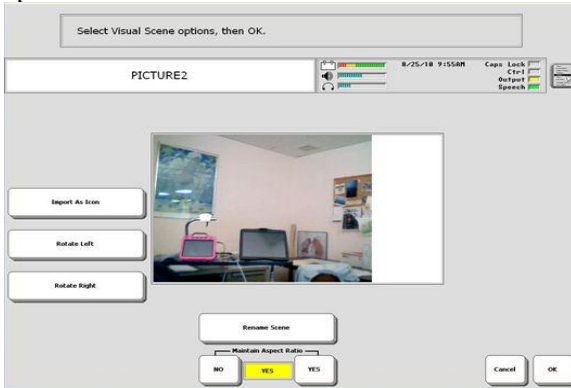 Select Visual Scene options, then OK.
PICTURE2
8/25/10 9:55AM
Caps Lock
Ctrl
Output
Speech
Import As Icon
Rotate Left
Rotate Right
Rename Scene
Maintain Aspect Ratio
NO YES YES
Cancel OK